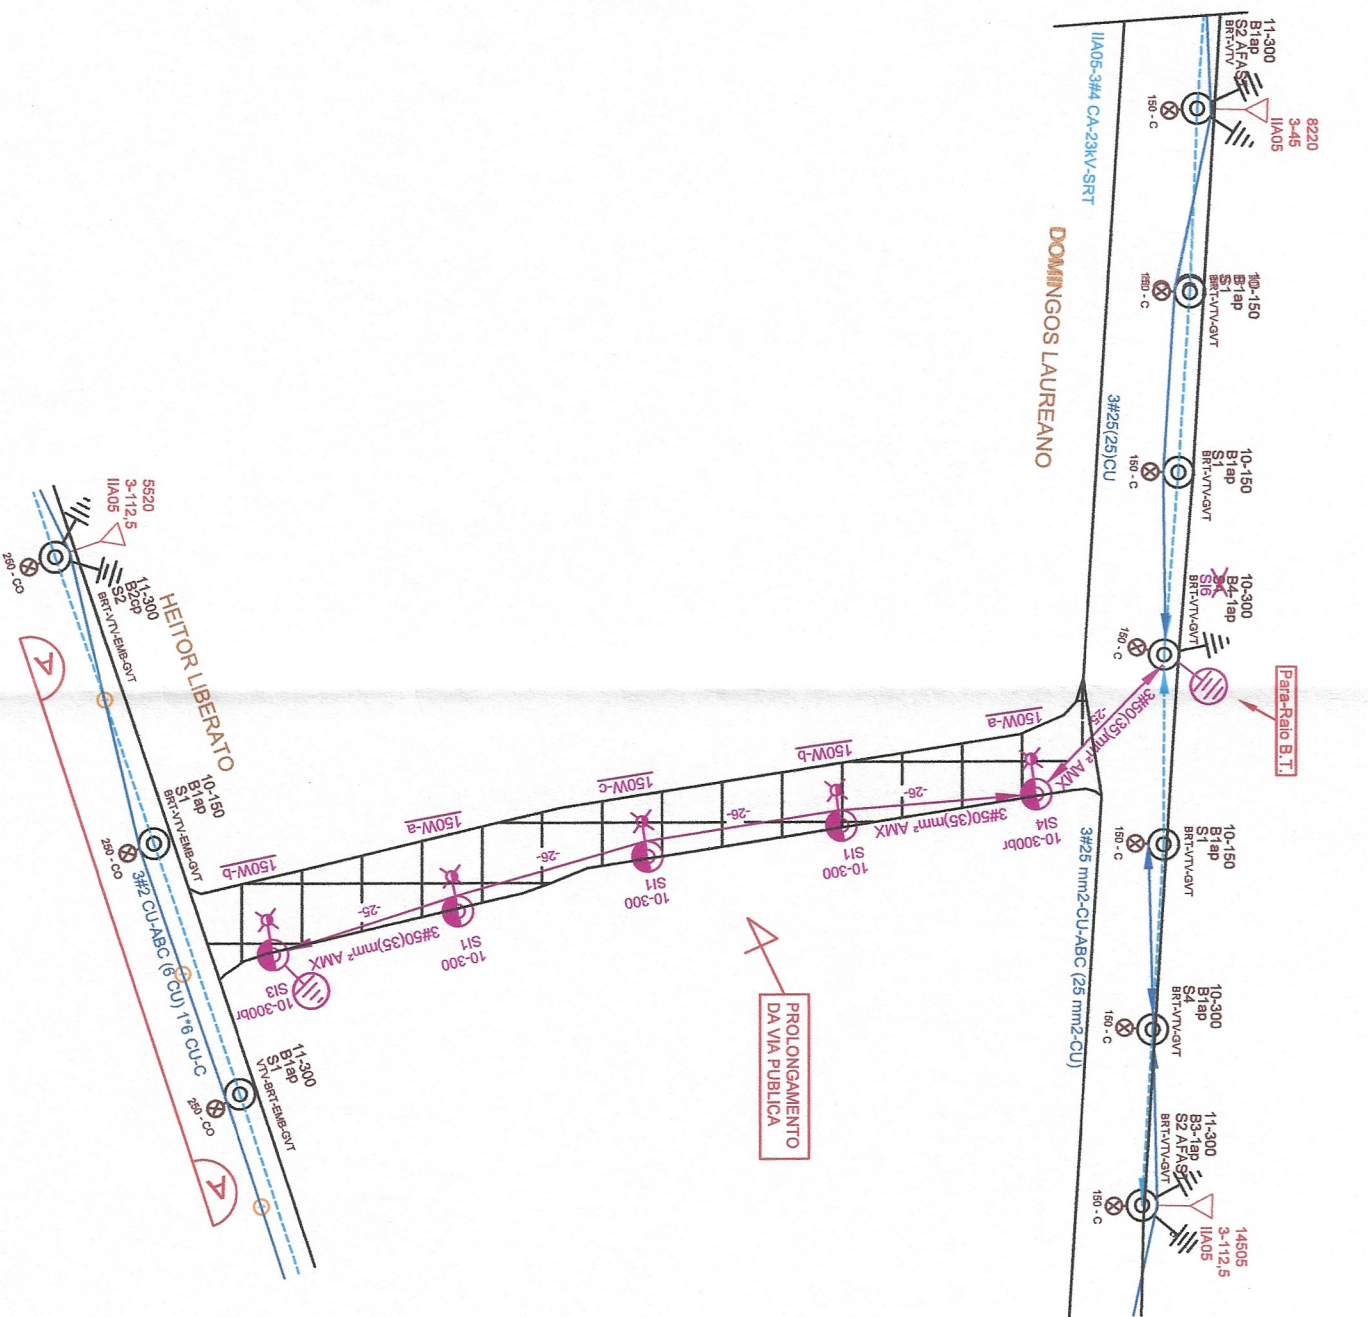 11-300
B1ap
S2 AFAS
BRT-VTV
8220
3-45
IIA05
150 - C
IIA05-3#4 CA-23kV-SRT
DOMINGOS LAUREANO
10-150
B1ap
S1
BRT-VTV-GVT
150 - C
3#25(25)CU
10-150
B1ap
S1
BRT-VTV-GVT
150 - C
10-300
B4-1ap
SI6
BRT-VTV-GVT
150 - C
Para-Raio B.T.
-25-
3#50(35)mm² AMX
10-150
B1ap
S1
BRT-VTV-GVT
150 - C
3#25 mm2-CU-ABC (25 mm2-CU)
10-300
B1ap
S4
BRT-VTV-GVT
150 - C
11-300
B3-1ap
S2 AFAS
BRT-VTV-GVT
14505
3-112,5
IIA05
150 - C
150W-a
SI4
10-300br
-26-
3#50(35)mm² AMX
150W-b
SI1
10-300
-26-
150W-c
SI1
10-300
-26-
150W-a
SI1
10-300
-25-
3#50(35)mm² AMX
150W-b
SI3
10-300br
PROLONGAMENTO
DA VIA PUBLICA
5520
3-112,5
IIA05
11-300
B2cp
S2
BRT-VTV-EMB-GVT
250 - CO
HEITOR LIBERATO
A
10-150
B1ap
S1
BRT-VTV-EMB-GVT
250 - CO
3#2 CU-ABC (6 CU) 1*6 CU-C
11-300
B1ap
S1
VTV-BRT-EMB-GVT
250 - CO
A